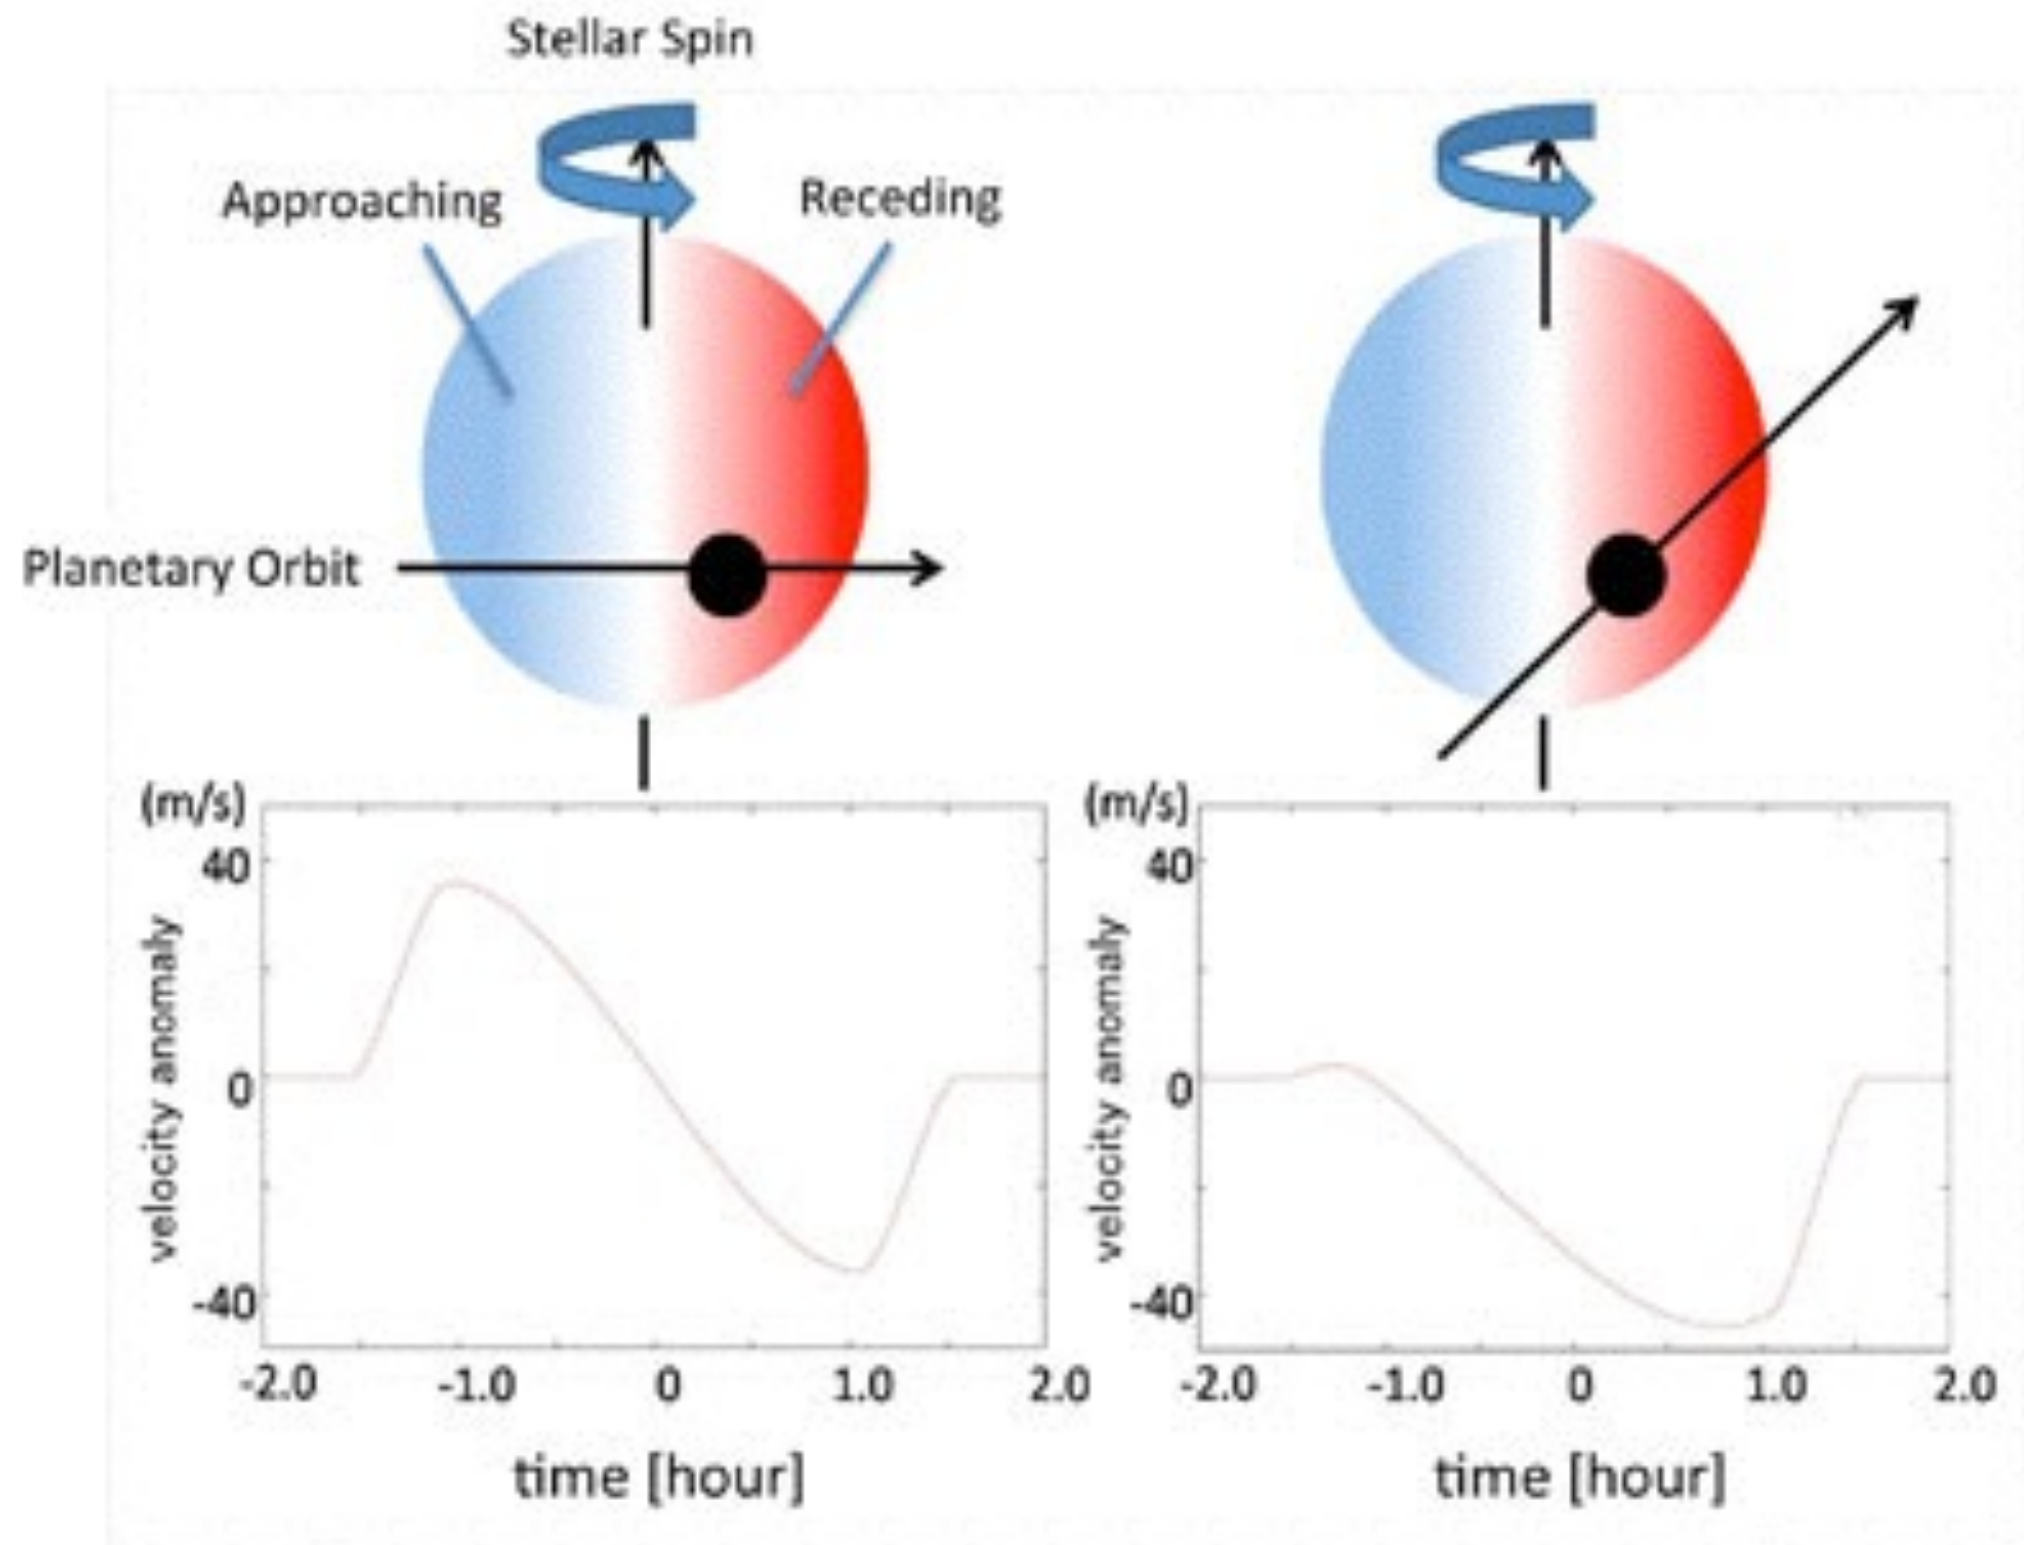 Stellar Spin
Approaching
Receding
Planetary Orbit
(m/s)
40
0
-40
velocity anomaly
-2.0 -1.0 0 1.0 2.0
time [hour]
(m/s)
40
0
-40
velocity anomaly
-2.0 -1.0 0 1.0 2.0
time [hour]